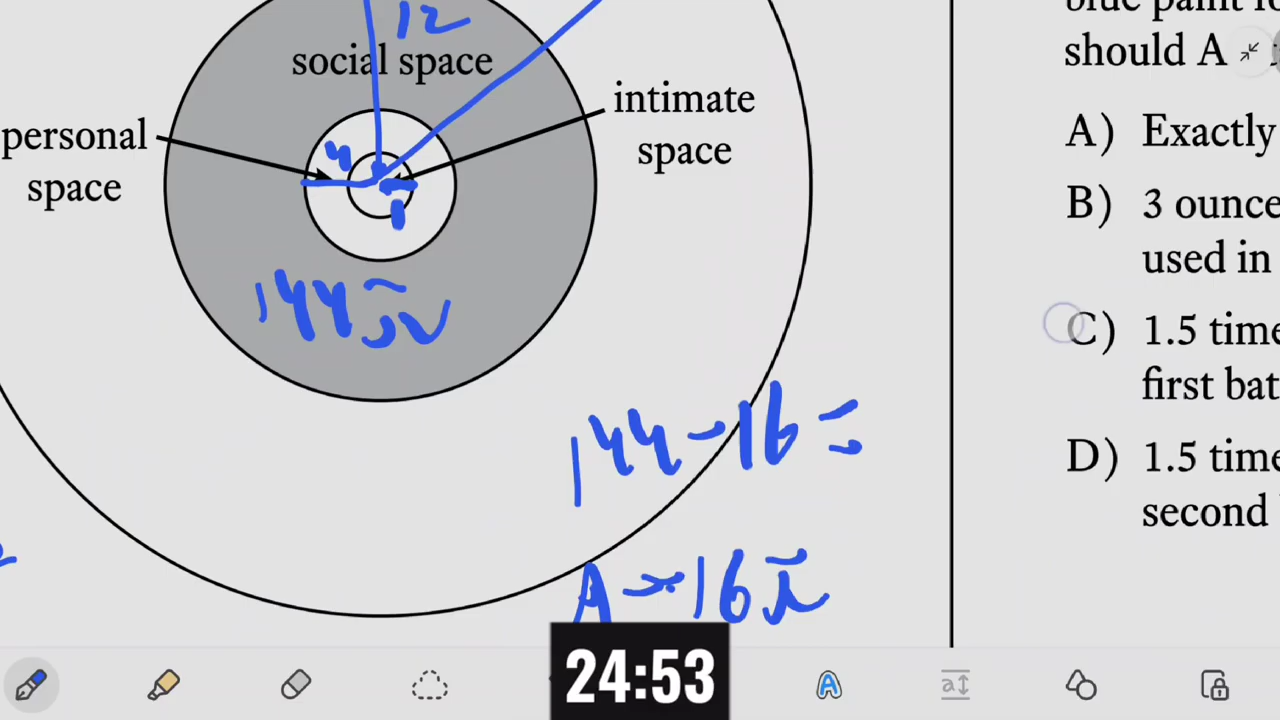 12
social space
intimate
space
personal
space
4
1
144π
144-16=
A = 16π
should A
A) Exactly
B) 3 ounce
used in
C) 1.5 time
first bat
D) 1.5 time
second
24:53
A
a